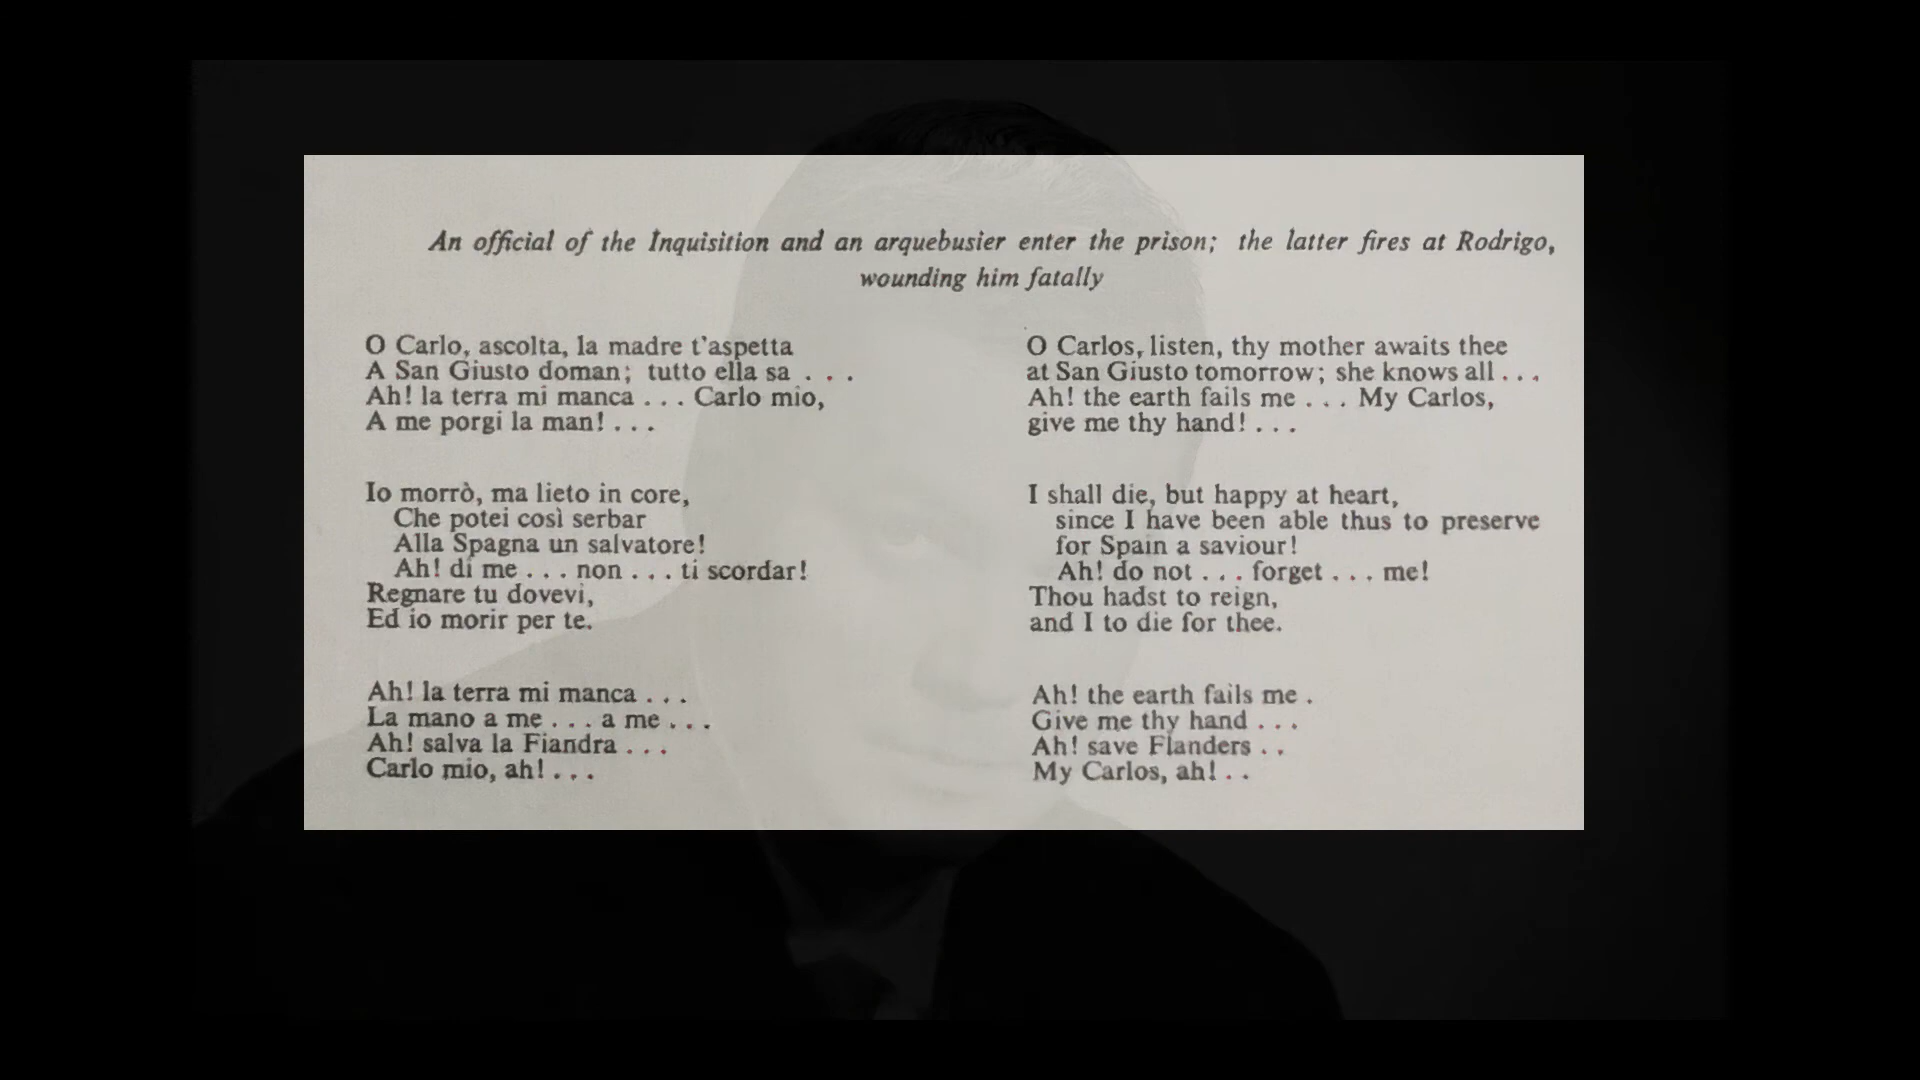 An official of the Inquisition and an arquebusier enter the prison; the latter fires at Rodrigo,
wounding him fatally
O Carlo, ascolta, la madre t'aspetta
A San Giusto doman; tutto ella sa . . .
Ah! la terra mi manca . . . Carlo mio,
A me porgi la man! . . .
Io morrò, ma lieto in core,
Che potei così serbar
Alla Spagna un salvatore!
Ah! di me . . . non . . . ti scordar!
Regnare tu dovevi,
Ed io morir per te.
Ah! la terra mi manca . . .
La mano a me . . . a me . . .
Ah! salva la Fiandra . . .
Carlo mio, ah! . . .
O Carlos, listen, thy mother awaits thee
at San Giusto tomorrow; she knows all . . .
Ah! the earth fails me . . . My Carlos,
give me thy hand! . . .
I shall die, but happy at heart,
since I have been able thus to preserve
for Spain a saviour!
Ah! do not . . . forget . . . me!
Thou hadst to reign,
and I to die for thee.
Ah! the earth fails me .
Give me thy hand . . .
Ah! save Flanders . .
My Carlos, ah! . .